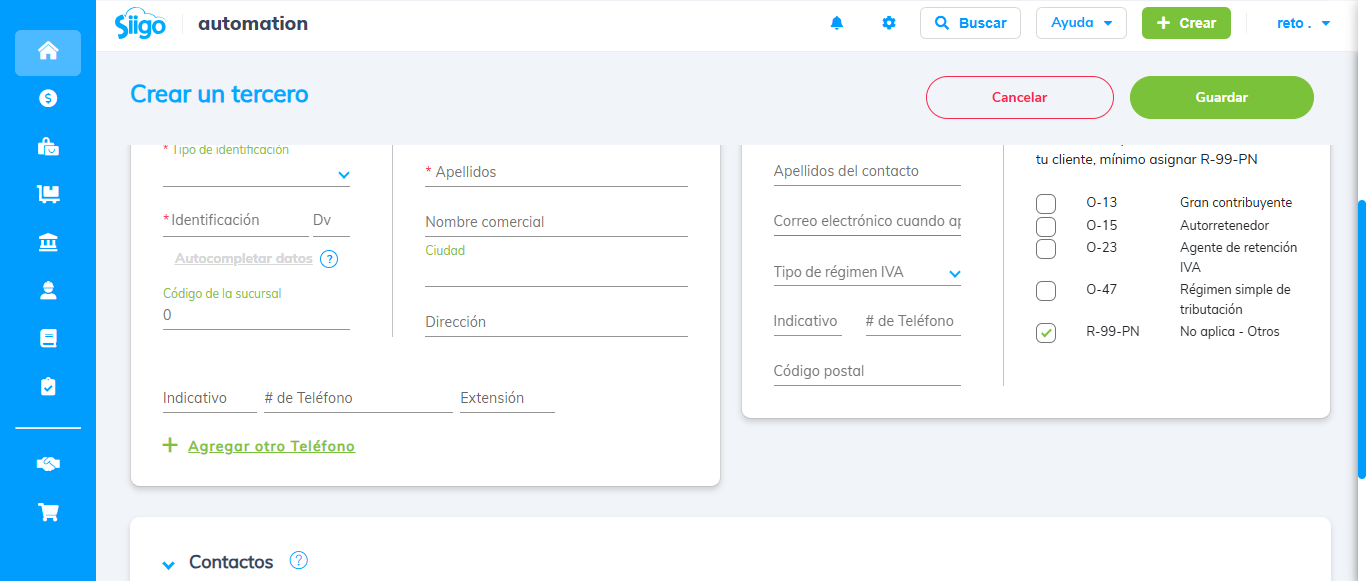 Siigo
automation
Buscar
Ayuda
Crear
reto .
Crear un tercero
Cancelar
Guardar
* Tipo de identificación
* Identificación
Dv
Autocompletar datos ?
Código de la sucursal
0
* Apellidos
Nombre comercial
Ciudad
Dirección
Indicativo
# de Teléfono
Extensión
+ Agregar otro Teléfono
Apellidos del contacto
Correo electrónico cuando ap
Tipo de régimen IVA
Indicativo
# de Teléfono
Código postal
tu cliente, mínimo asignar R-99-PN
O-13 Gran contribuyente
O-15 Autorretenedor
O-23 Agente de retención
IVA
O-47 Régimen simple de
tributación
R-99-PN No aplica - Otros
Contactos ?